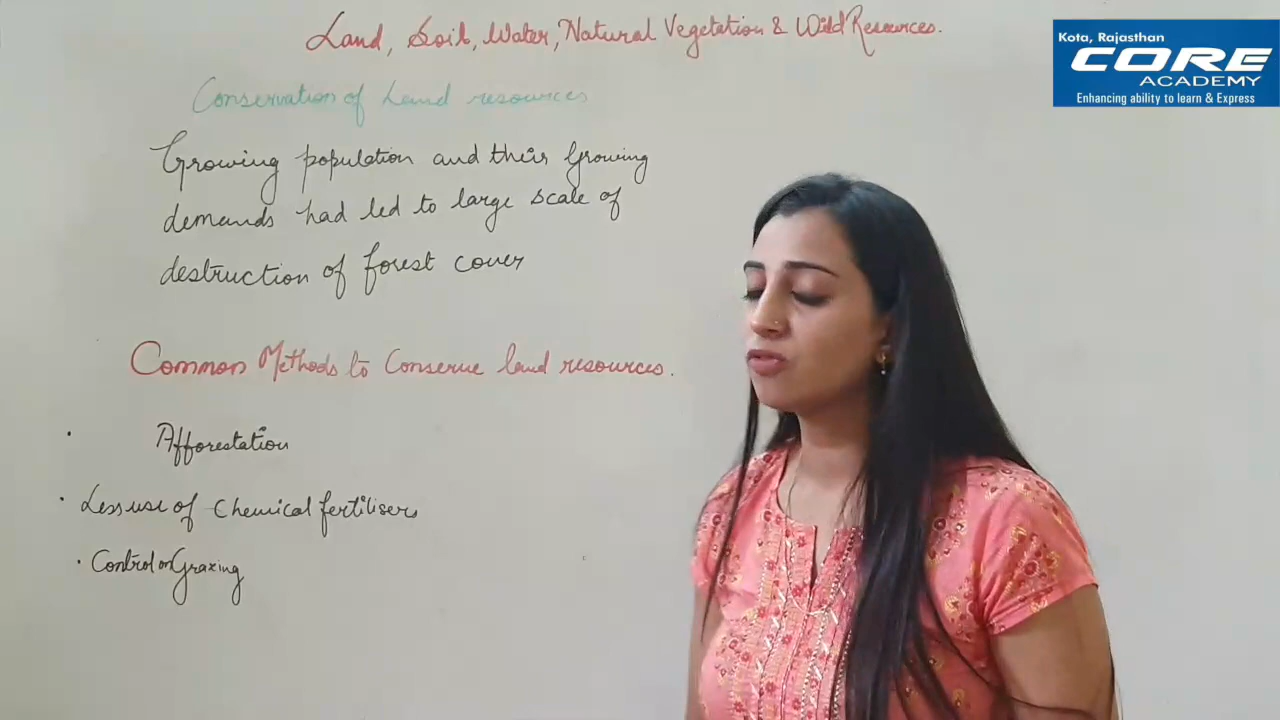 Land, Soil, Water, Natural Vegetation & Wild Resources.
Conservation of Land resources
Growing population and their Growing
demands had led to large scale of
destruction of forest cover
Common Methods to Conserve land resources.
· Afforestation
· Less use of Chemical fertilisers
· Control on Grazing
Kota, Rajasthan
CORE
ACADEMY
Enhancing ability to learn & Express